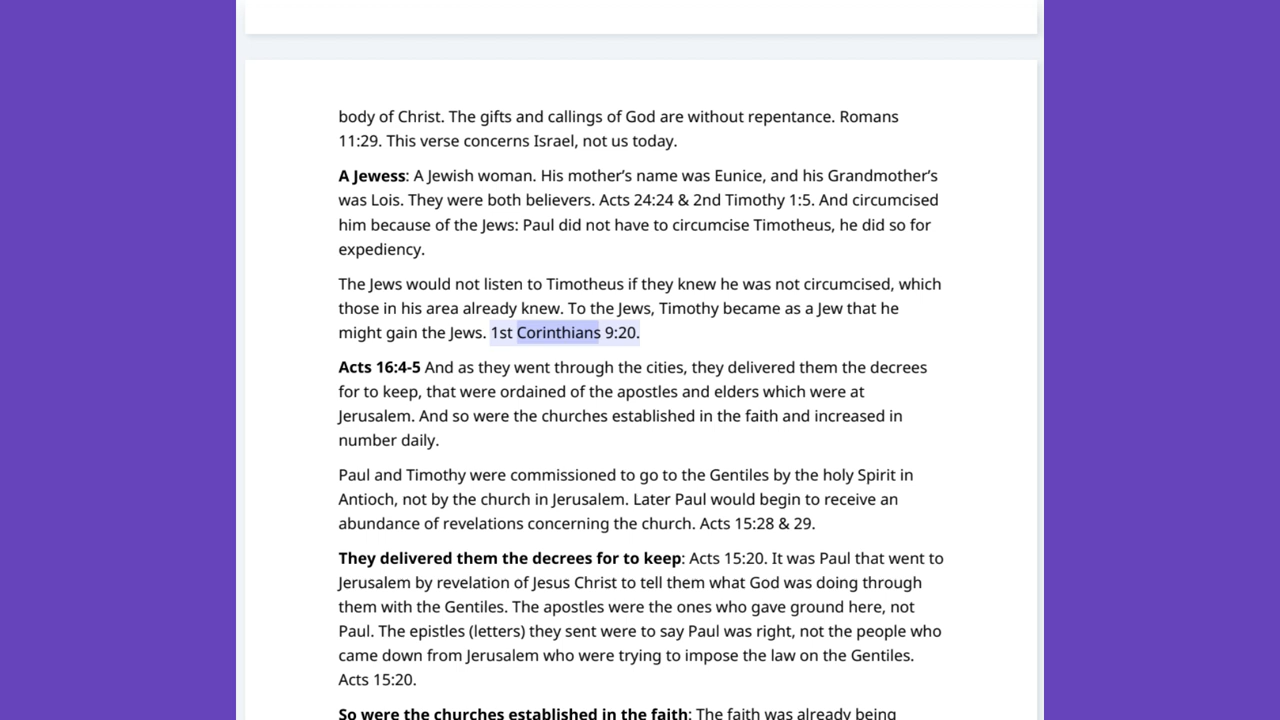 body of Christ. The gifts and callings of God are without repentance. Romans
11:29. This verse concerns Israel, not us today.
A Jewess: A Jewish woman. His mother’s name was Eunice, and his Grandmother’s
was Lois. They were both believers. Acts 24:24 & 2nd Timothy 1:5. And circumcised
him because of the Jews: Paul did not have to circumcise Timotheus, he did so for
expediency.
The Jews would not listen to Timotheus if they knew he was not circumcised, which
those in his area already knew. To the Jews, Timothy became as a Jew that he
might gain the Jews. 1st Corinthians 9:20.
Acts 16:4-5 And as they went through the cities, they delivered them the decrees
for to keep, that were ordained of the apostles and elders which were at
Jerusalem. And so were the churches established in the faith and increased in
number daily.
Paul and Timothy were commissioned to go to the Gentiles by the holy Spirit in
Antioch, not by the church in Jerusalem. Later Paul would begin to receive an
abundance of revelations concerning the church. Acts 15:28 & 29.
They delivered them the decrees for to keep: Acts 15:20. It was Paul that went to
Jerusalem by revelation of Jesus Christ to tell them what God was doing through
them with the Gentiles. The apostles were the ones who gave ground here, not
Paul. The epistles (letters) they sent were to say Paul was right, not the people who
came down from Jerusalem who were trying to impose the law on the Gentiles.
Acts 15:20.
So were the churches established in the faith: The faith was already being